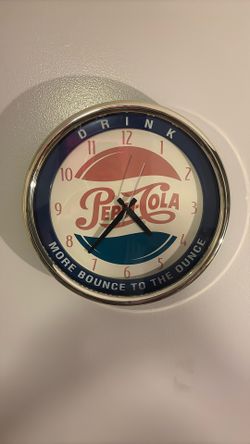 DRINK
11 12 1
10 2
PEPSI-COLA
9 3
8 4
7 6 5
MORE BOUNCE TO THE OUNCE